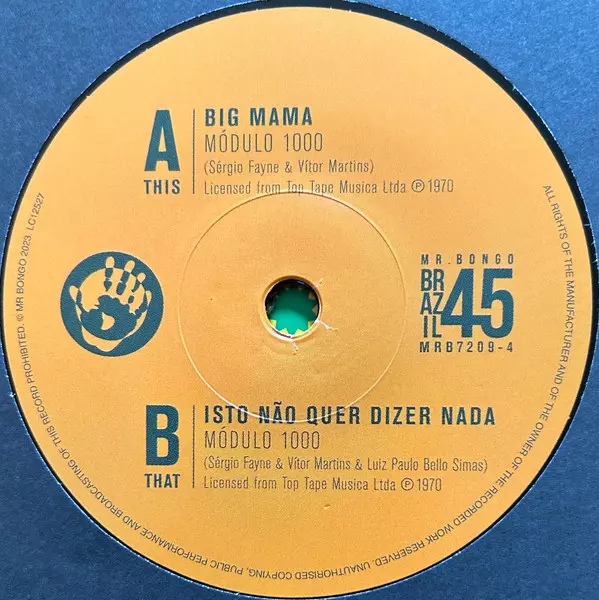 A
THIS
BIG MAMA
MÓDULO 1000
(Sérgio Fayne & Vítor Martins)
Licensed from Top Tape Musica Ltda ℗ 1970
MR.BONGO
BR
AZ
IL
45
MRB7209-4
B
THAT
ISTO NÃO QUER DIZER NADA
MÓDULO 1000
(Sérgio Fayne & Vítor Martins & Luiz Paulo Bello Simas)
Licensed from Top Tape Musica Ltda ℗ 1970
ALL RIGHTS OF THE MANUFACTURER AND OF THE OWNER OF THE RECORDED WORK RESERVED. UNAUTHORISED COPYING, PUBLIC PERFORMANCE AND BROADCASTING OF THIS RECORD PROHIBITED. © MR BONGO 2023. LC12527